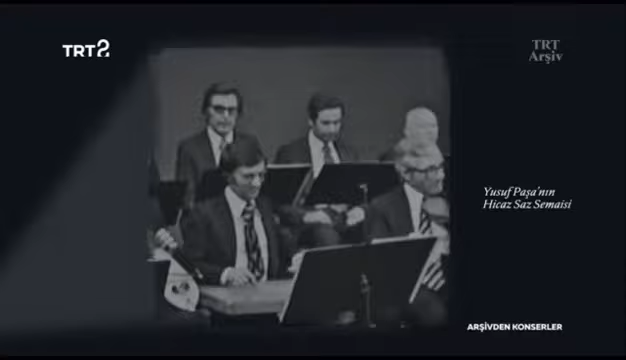 TRT2
TRT
Arşiv
Yusuf Paşa'nın
Hicaz Saz Semaisi
ARŞİVDEN KONSERLER